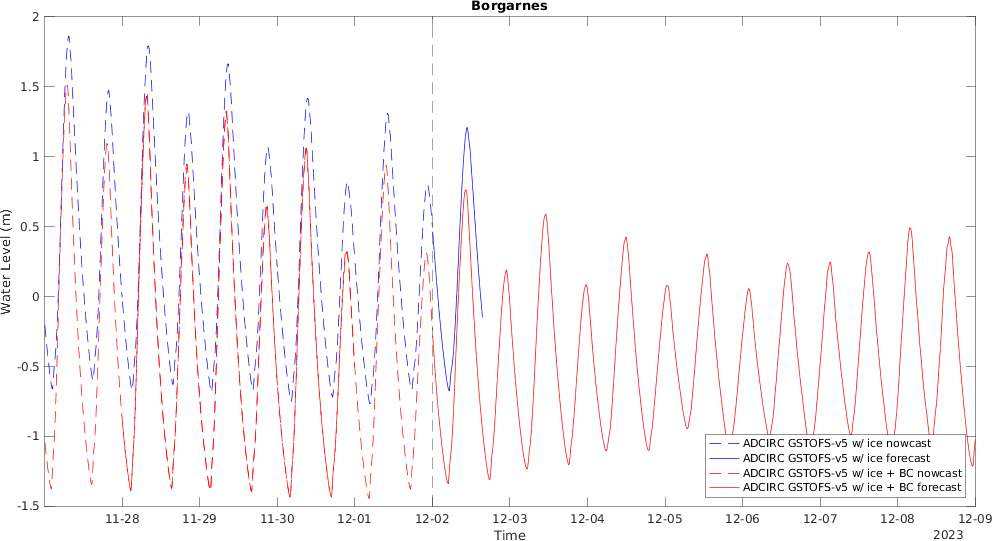 Borgarnes
Water Level (m)
2
1.5
1
0.5
0
-0.5
-1
-1.5
ADCIRC GSTOFS-v5 w/ ice nowcast
ADCIRC GSTOFS-v5 w/ ice forecast
ADCIRC GSTOFS-v5 w/ ice + BC nowcast
ADCIRC GSTOFS-v5 w/ ice + BC forecast
11-28 11-29 11-30 12-01 12-02 12-03 12-04 12-05 12-06 12-07 12-08 12-09
Time
2023